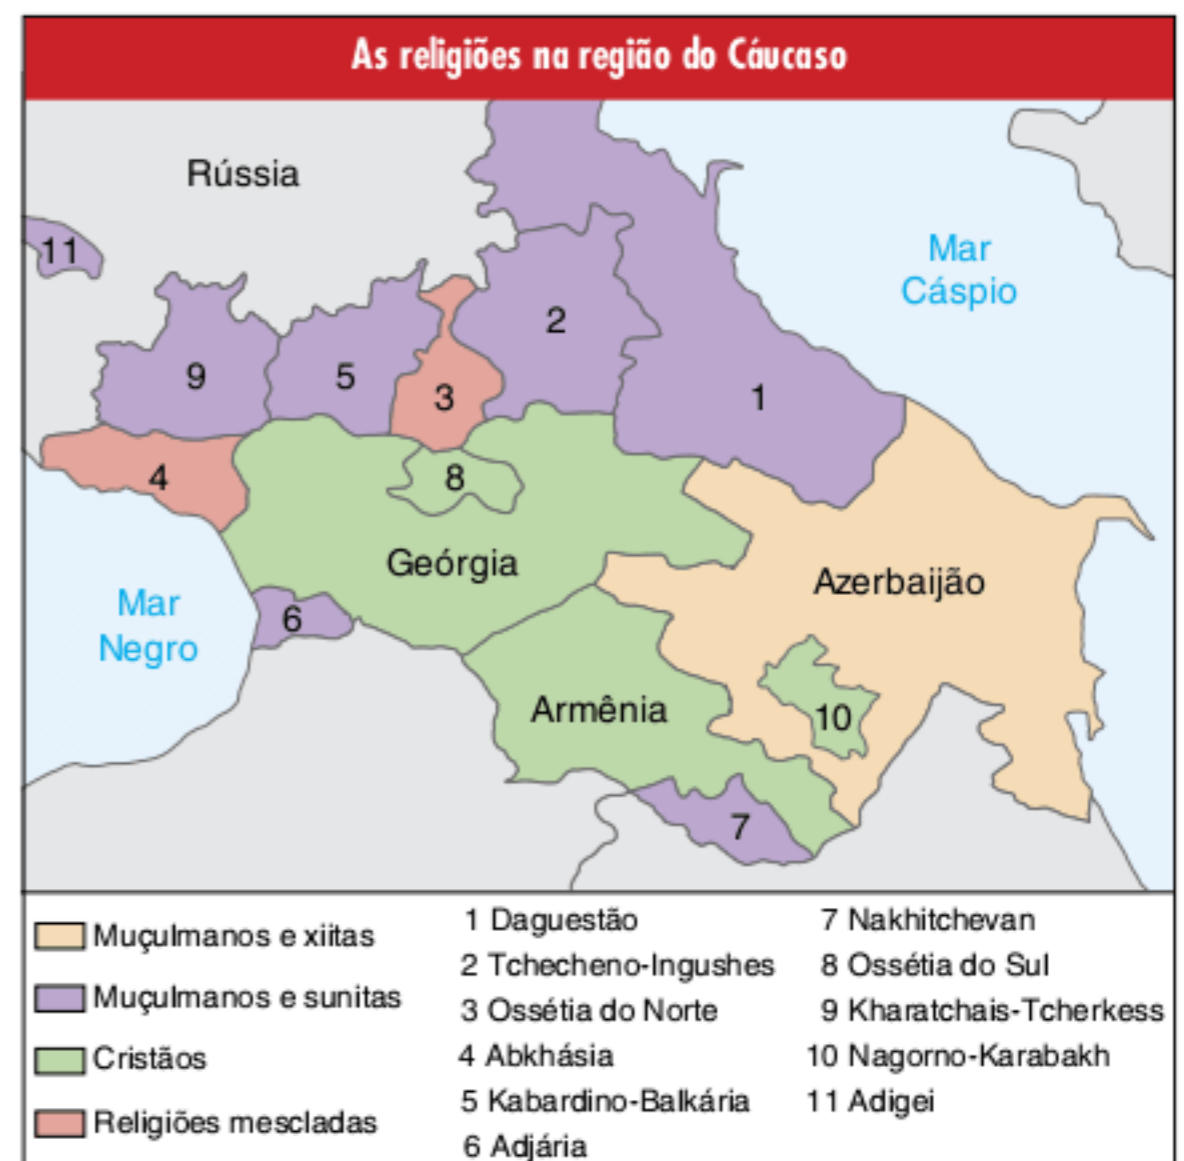 As religiões na região do Cáucaso
Rússia
Mar
Cáspio
11
2
9
5
3
1
4
8
Geórgia
Azerbaijão
Mar
Negro
6
Armênia
10
7
Muçulmanos e xiitas
Muçulmanos e sunitas
Cristãos
Religiões mescladas
1 Daguestão
2 Tchecheno-Ingushes
3 Ossétia do Norte
4 Abkhásia
5 Kabardino-Balkária
6 Adjária
7 Nakhitchevan
8 Ossétia do Sul
9 Kharatchais-Tcherkess
10 Nagorno-Karabakh
11 Adigei